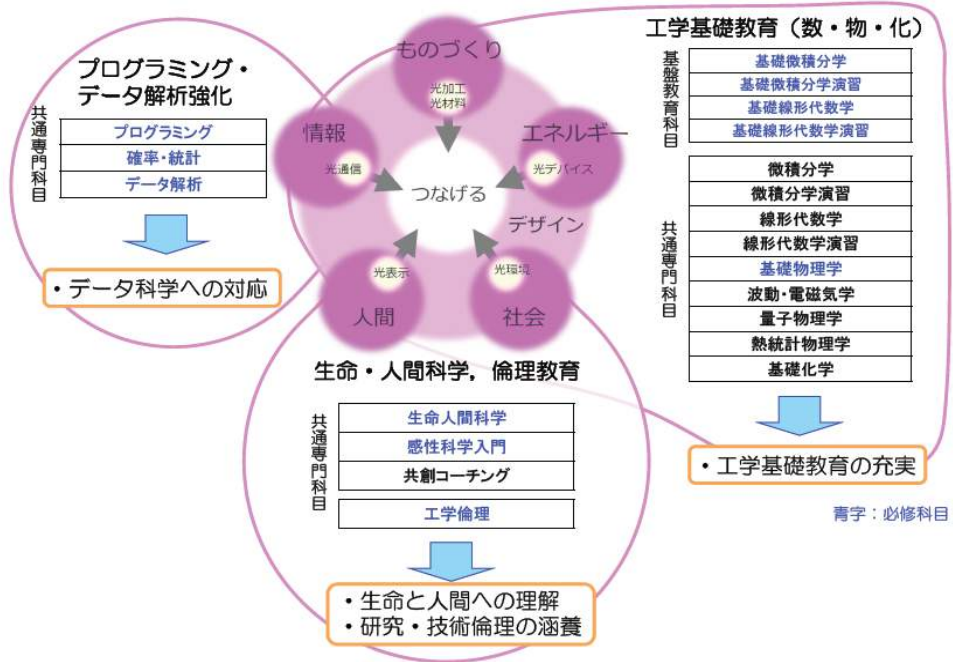 プログラミング・
データ解析強化
共通専門科目
プログラミング
確率・統計
データ解析
・データ科学への対応
ものづくり
光加工
光材料
情報
光通信
エネルギー
光デバイス
つなげる
デザイン
光表示
人間
光環境
社会
生命・人間科学，倫理教育
共通専門科目
生命人間科学
感性科学入門
共創コーチング
工学倫理
・生命と人間への理解
・研究・技術倫理の涵養
工学基礎教育（数・物・化）
基盤教育科目
基礎微積分学
基礎微積分学演習
基礎線形代数学
基礎線形代数学演習
共通専門科目
微積分学
微積分学演習
線形代数学
線形代数学演習
基礎物理学
波動・電磁気学
量子物理学
熱統計物理学
基礎化学
・工学基礎教育の充実
青字：必修科目